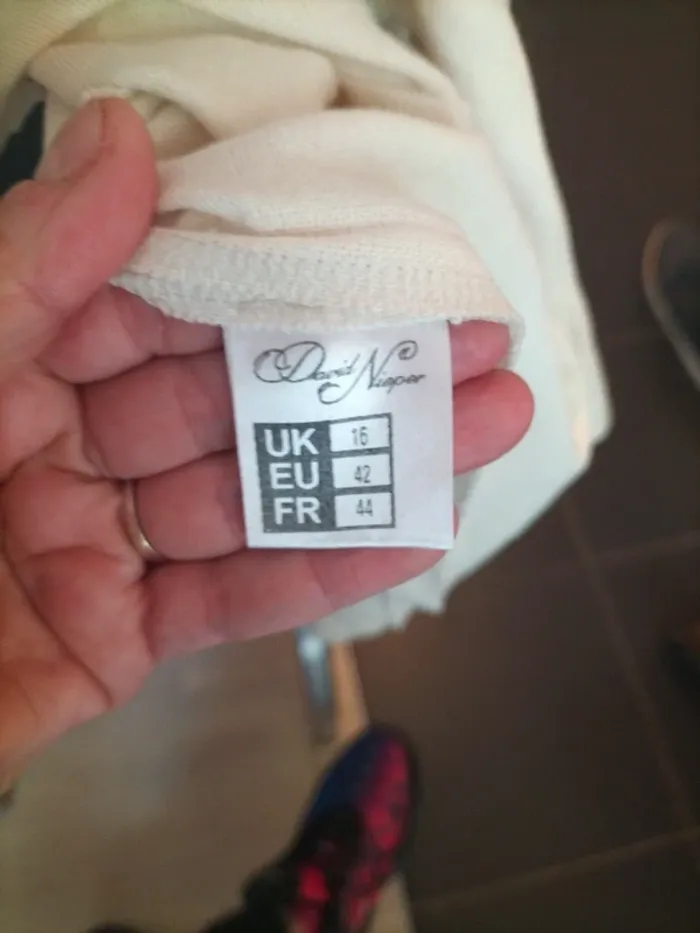 David Nieper
UK 16
EU 42
FR 44